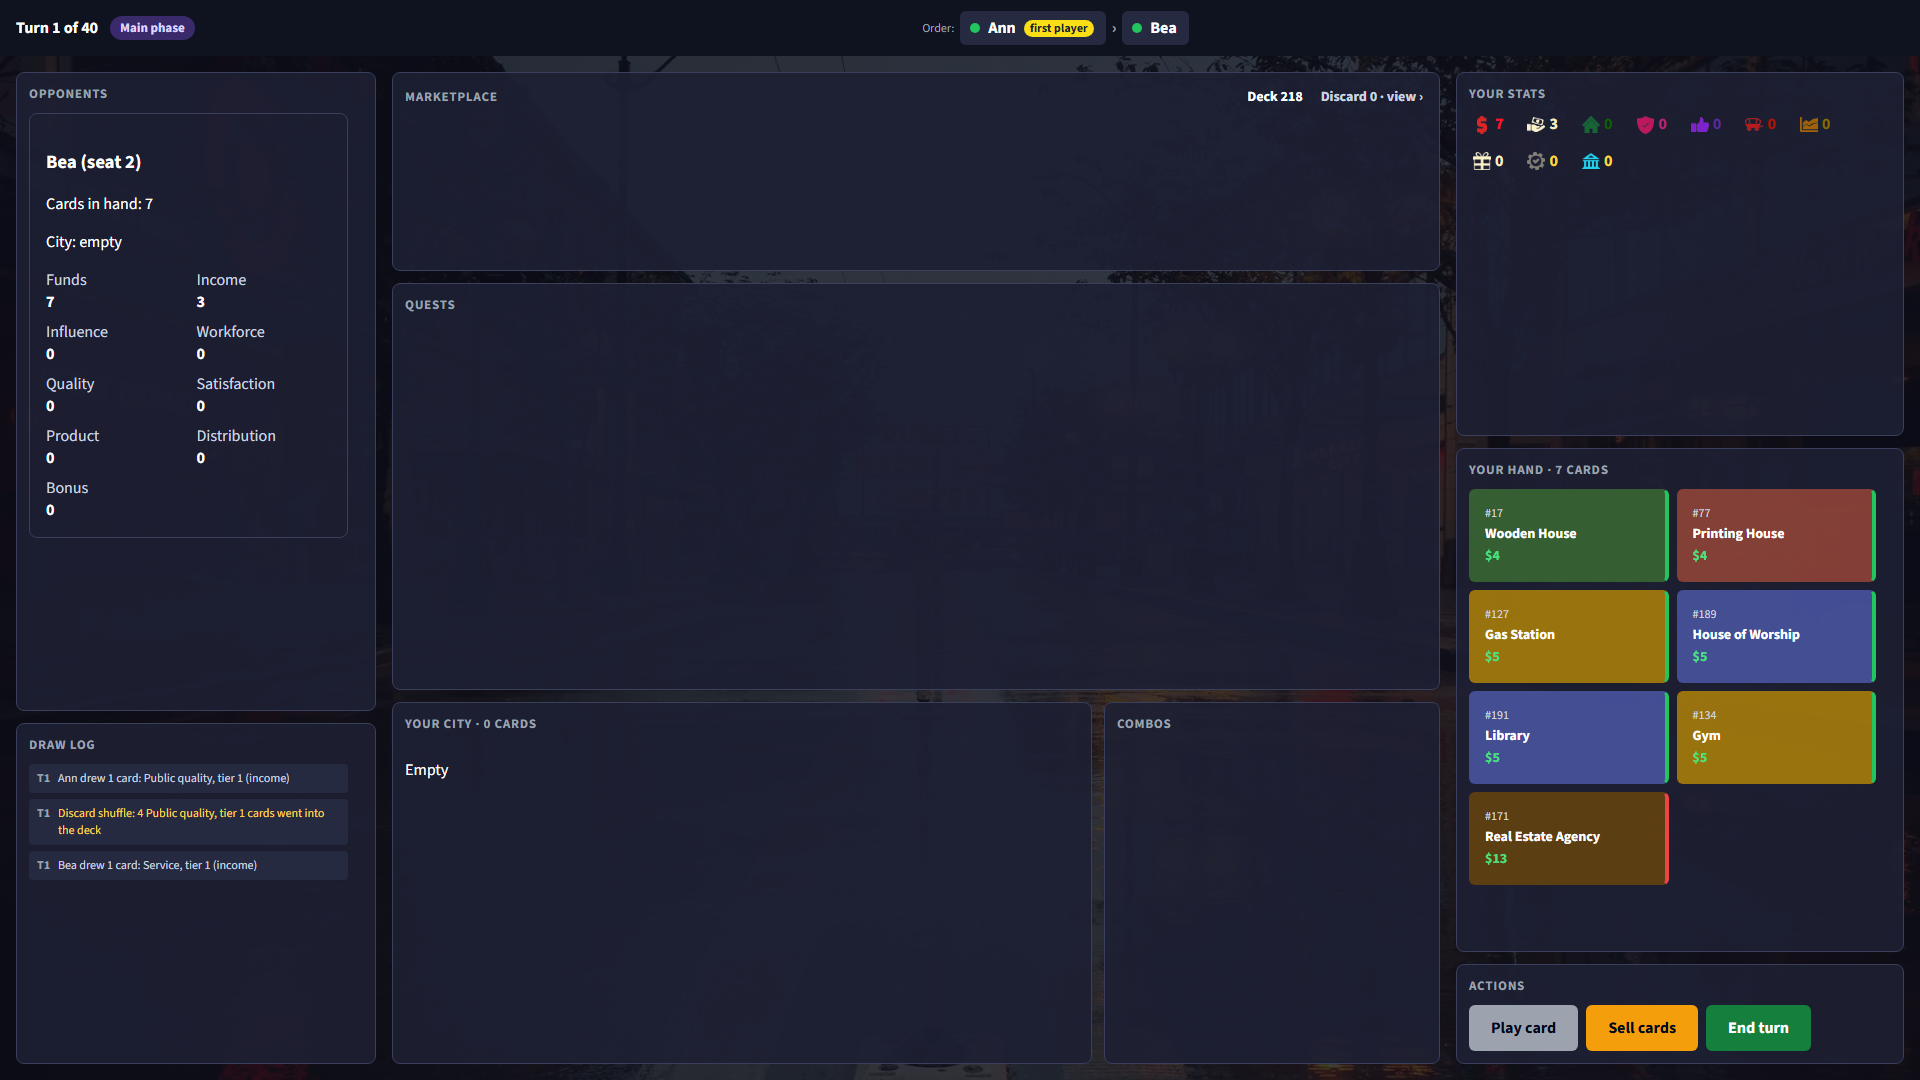 Turn 1 of 40
Main phase
Order:
Ann
first player
›
Bea
OPPONENTS
Bea (seat 2)
Cards in hand: 7
City: empty
Funds
7
Income
3
Influence
0
Workforce
0
Quality
0
Satisfaction
0
Product
0
Distribution
0
Bonus
0
DRAW LOG
T1 Ann drew 1 card: Public quality, tier 1 (income)
T1 Discard shuffle: 4 Public quality, tier 1 cards went into
the deck
T1 Bea drew 1 card: Service, tier 1 (income)
MARKETPLACE
Deck 218
Discard 0 · view ›
QUESTS
YOUR CITY · 0 CARDS
Empty
COMBOS
YOUR STATS
7 3 0 0 0 0 0
0 0 0
YOUR HAND · 7 CARDS
#17
Wooden House
$4
#77
Printing House
$4
#127
Gas Station
$5
#189
House of Worship
$5
#191
Library
$5
#134
Gym
$5
#171
Real Estate Agency
$13
ACTIONS
Play card
Sell cards
End turn